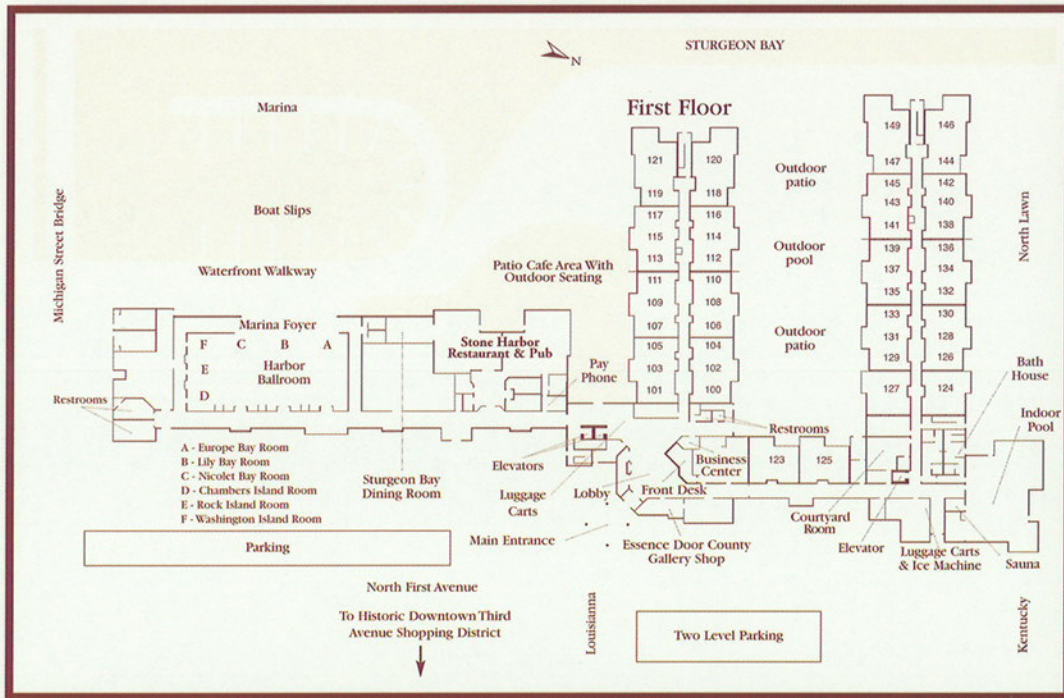 STURGEON BAY
N
Marina
First Floor
Michigan Street Bridge
Boat Slips
Waterfront Walkway
Patio Cafe Area With
Outdoor Seating
Outdoor
patio
Outdoor
pool
Outdoor
patio
North Lawn
121 120
119 118
117 116
115 114
113 112
111 110
109 108
107 106
105 104
103 102
101 100
149 146
147 144
145 142
143 140
141 138
139 136
137 134
135 132
133 130
131 128
129 126
127 124
Marina Foyer
F C B A
E
D
Harbor
Ballroom
Stone Harbor
Restaurant & Pub
Pay
Phone
Bath
House
Indoor
Pool
Restrooms
Restrooms
A - Europe Bay Room
B - Lily Bay Room
C - Nicolet Bay Room
D - Chambers Island Room
E - Rock Island Room
F - Washington Island Room
Sturgeon Bay
Dining Room
Elevators
Luggage
Carts
Lobby
Front Desk
Business
Center
123 125
Main Entrance
Essence Door County
Gallery Shop
Courtyard
Room
Elevator
Luggage Carts
& Ice Machine
Sauna
Parking
North First Avenue
To Historic Downtown Third
Avenue Shopping District
Louisianna
Two Level Parking
Kentucky